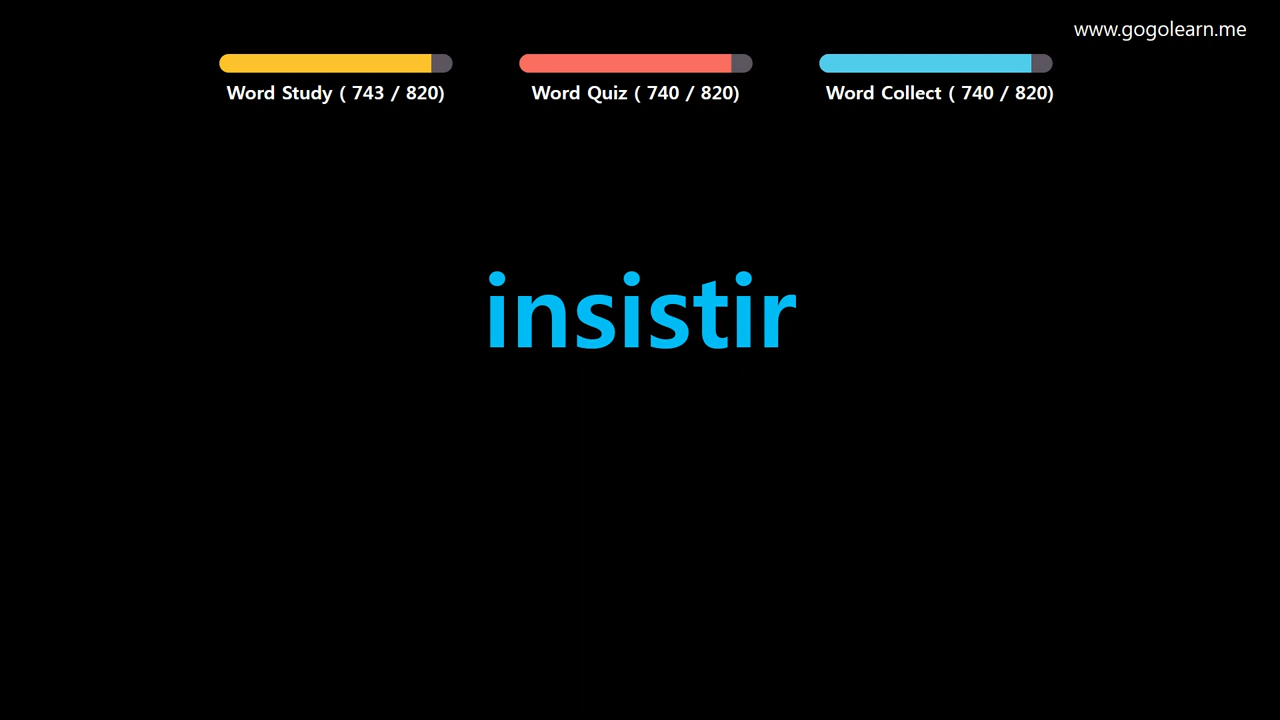 www.gogolearn.me
Word Study ( 743 / 820)
Word Quiz ( 740 / 820)
Word Collect ( 740 / 820)
insistir